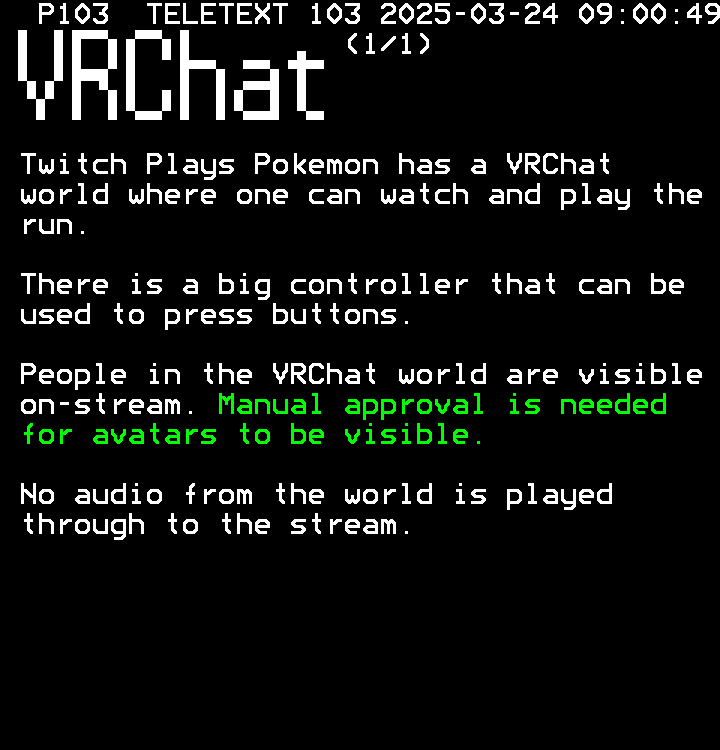 P103 TELETEXT 103 2025-03-24 09:00:49
VRChat (1/1)
Twitch Plays Pokemon has a VRChat
world where one can watch and play the
run.
There is a big controller that can be
used to press buttons.
People in the VRChat world are visible
on-stream. Manual approval is needed
for avatars to be visible.
No audio from the world is played
through to the stream.